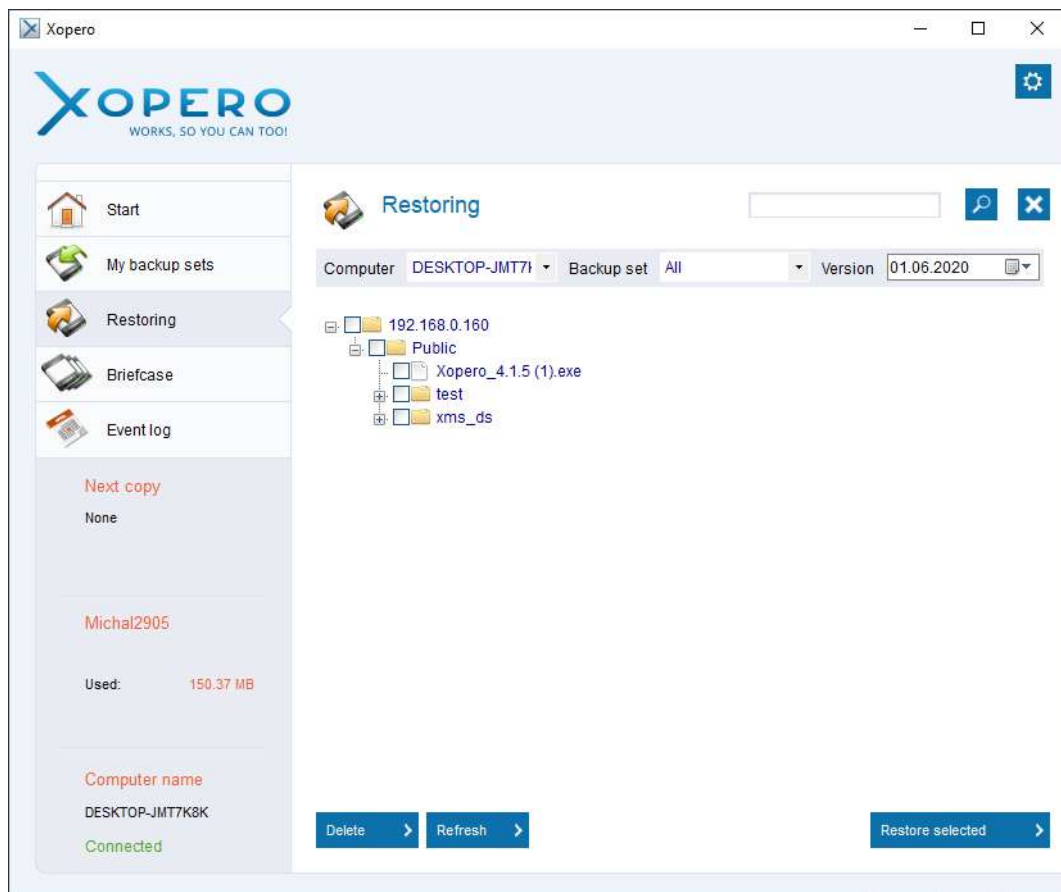 Xopero
XOPERO
WORKS, SO YOU CAN TOO!
Start
My backup sets
Restoring
Briefcase
Event log
Next copy
None
Michal2905
Used: 150.37 MB
Computer name
DESKTOP-JMT7K8K
Connected
Restoring
Computer DESKTOP-JMT7 Backup set All Version 01.06.2020
192.168.0.160
Public
Xopero_4.1.5 (1).exe
test
xms_ds
Delete Refresh Restore selected